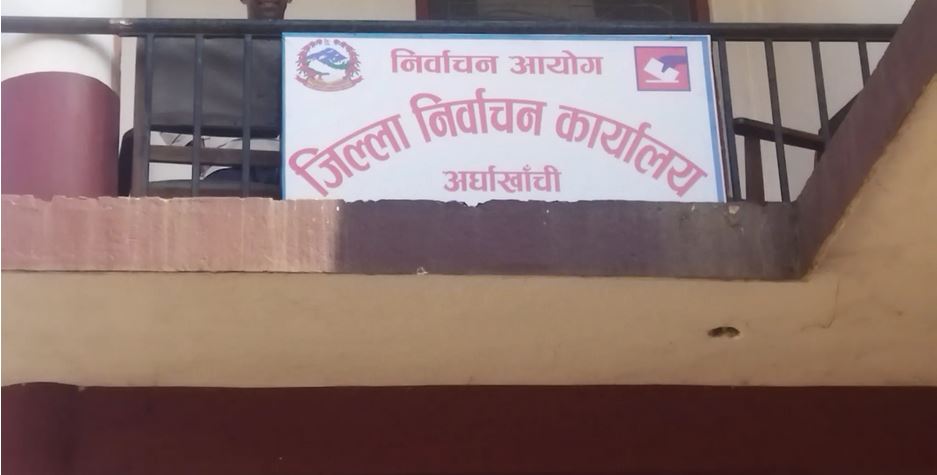 निर्वाचन आयोग
जिल्ला निर्वाचन कार्यालय
अर्घाखाँची